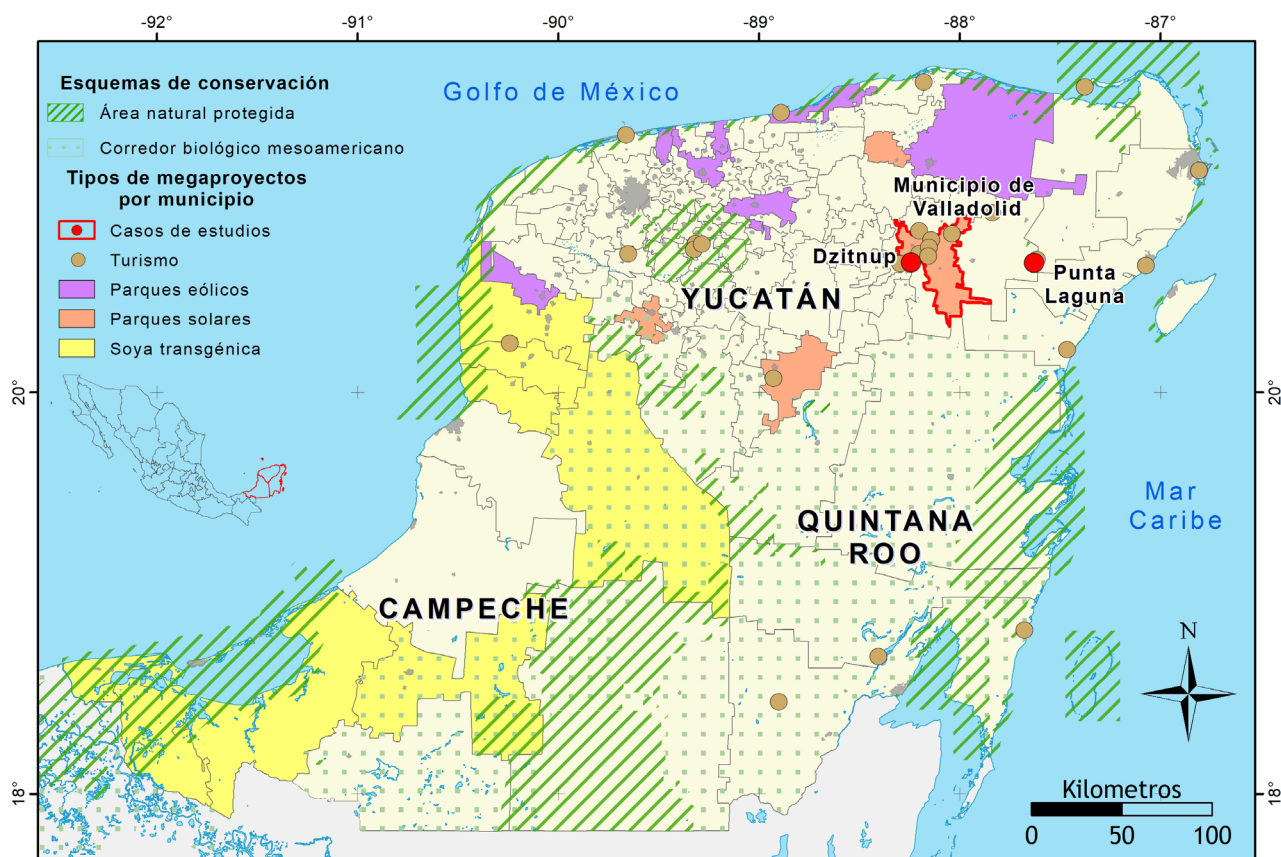 -92°
-91°
-90°
-89°
-88°
-87°
Esquemas de conservación
Área natural protegida
Corredor biológico mesoamericano
Tipos de megaproyectos
por municipio
Casos de estudios
Turismo
Parques eólicos
Parques solares
Soya transgénica
Golfo de México
Municipio de
Valladolid
Dzitnup
Punta
Laguna
YUCATÁN
20°
20°
Mar
Caribe
QUINTANA
ROO
CAMPECHE
N
18°
18°
Kilometros
0 50 100